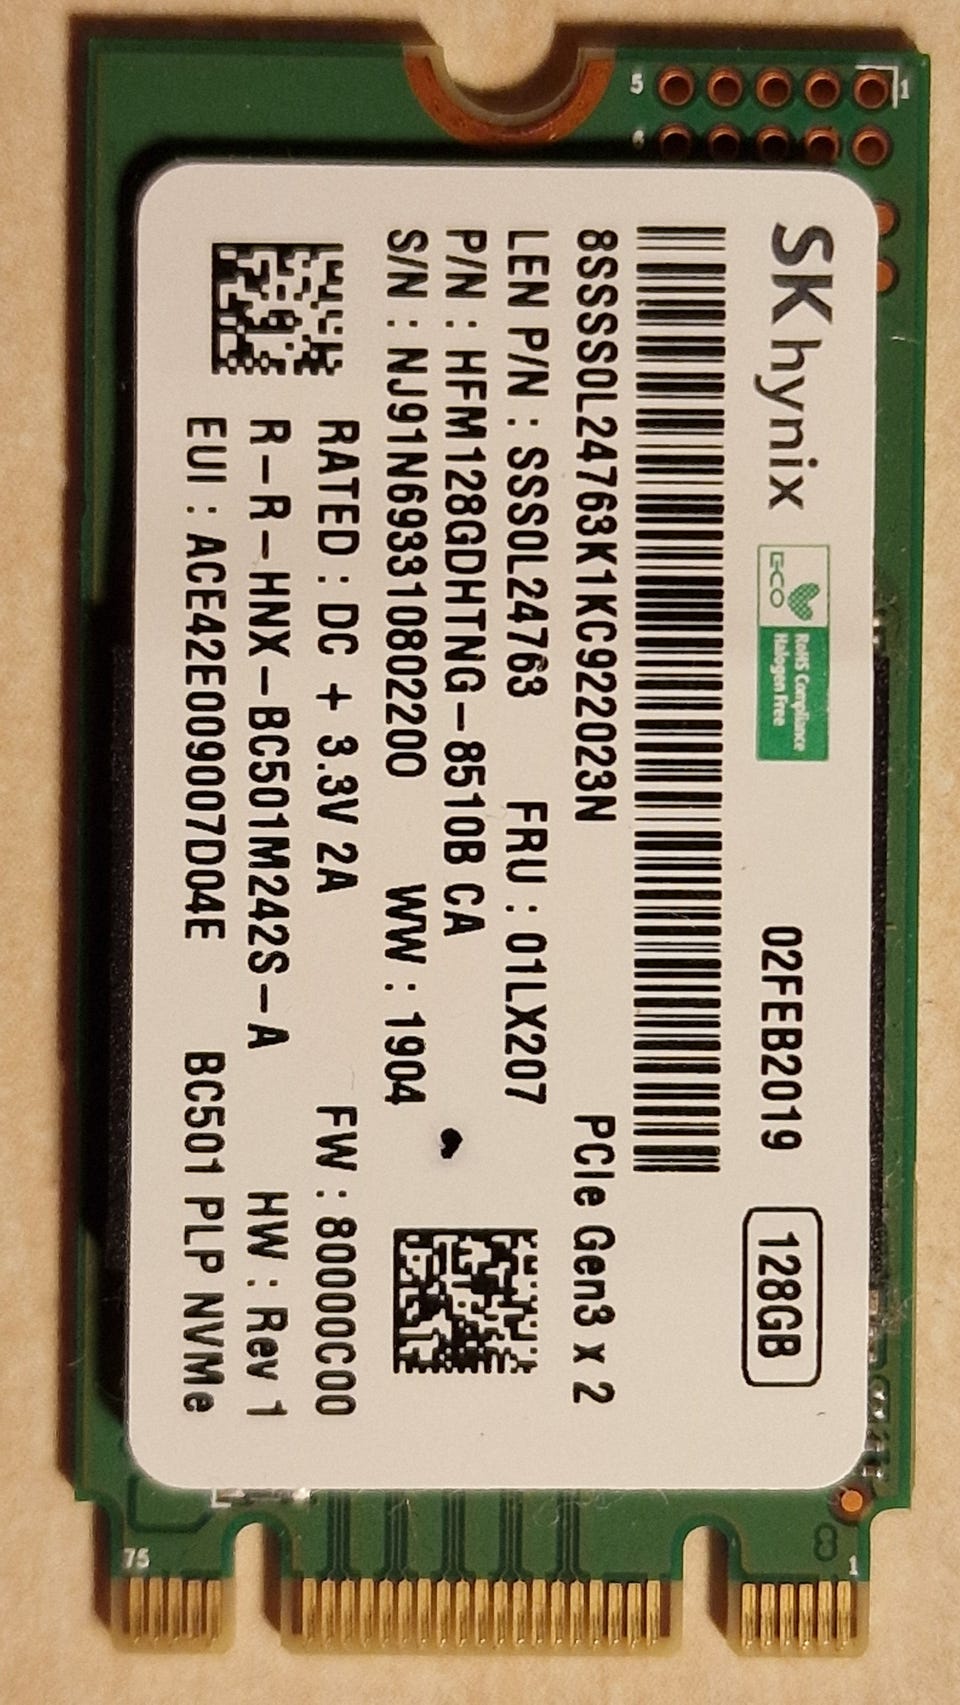 SK hynix ECO RoHS Compliance Halogen Free 02FEB2019 128GB
8SSSS0L24763K1KC922023N PCIe Gen3 x 2
LEN P/N : SSS0L24763 FRU : 01LX207
P/N : HFM128GDHTNG-8510B CA
S/N : NJ91N69331080220O WW : 1904
RATED : DC + 3.3V 2A FW : 80000C00
R-R-HNX-BC501M242S-A HW : Rev 1
EUI : ACE42E009007D04E BC501 PLP NVMe
5 1
6
75 1